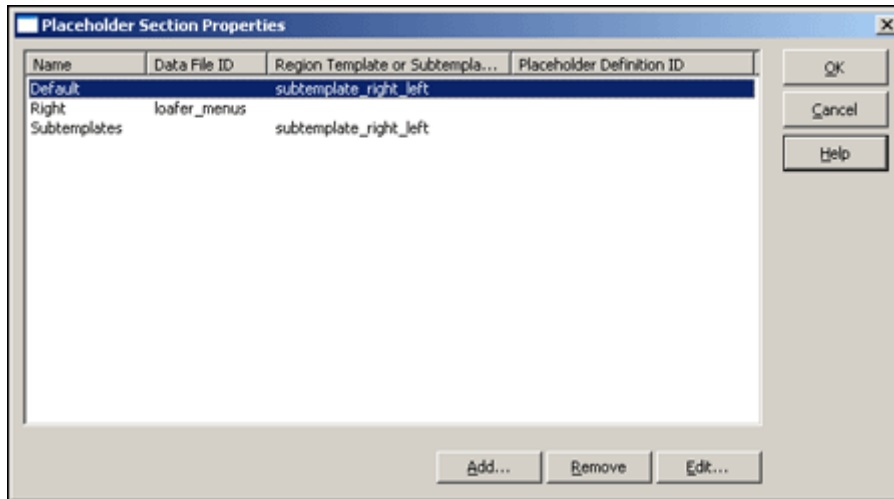 Placeholder Section Properties
Name Data File ID Region Template or Subtempla... Placeholder Definition ID
Default subtemplate_right_left
Right loafer_menus
Subtemplates subtemplate_right_left
OK
Cancel
Help
Add... Remove Edit...